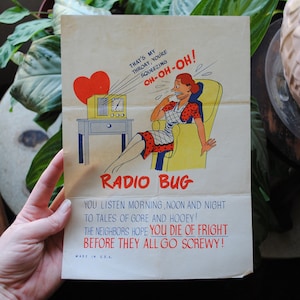 THAT'S MY
THROAT, YOU'RE
SQUEEZING
OH-OH-OH!
RADIO BUG
YOU LISTEN MORNING, NOON AND NIGHT
TO TALES OF GORE AND HOOEY!
THE NEIGHBORS HOPE YOU DIE OF FRIGHT
BEFORE THEY ALL GO SCREWY!
MADE IN U.S.A.